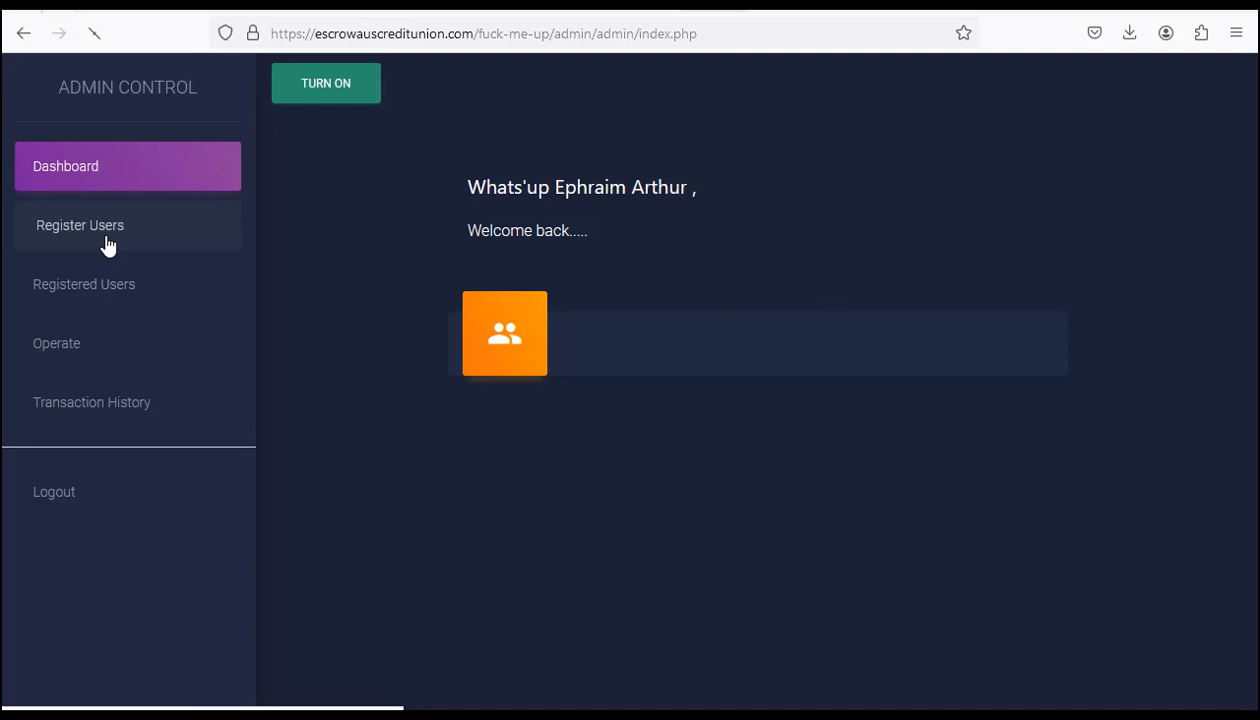 https://escrowauscreditunion.com/fuck-me-up/admin/admin/index.php
ADMIN CONTROL
TURN ON
Dashboard
Register Users
Registered Users
Operate
Transaction History
Logout
Whats'up Ephraim Arthur ,
Welcome back.....